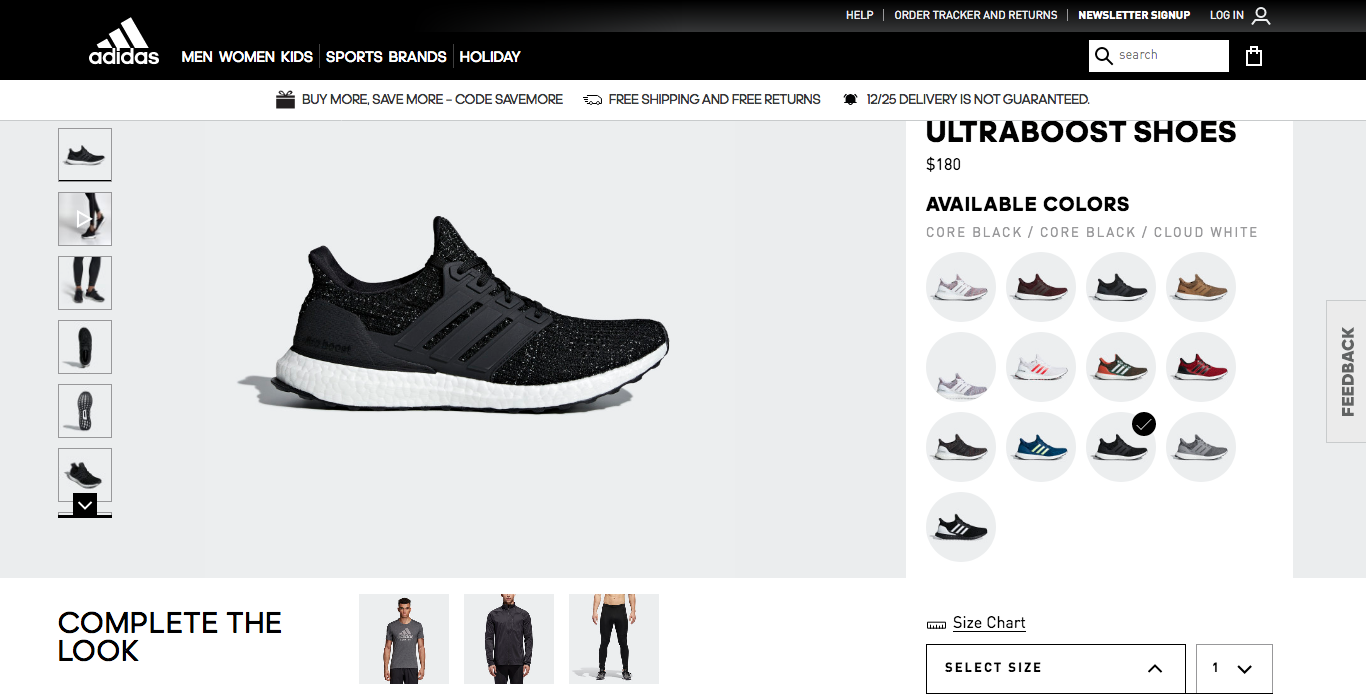 HELP
ORDER TRACKER AND RETURNS
NEWSLETTER SIGNUP
LOG IN
adidas
MEN WOMEN KIDS SPORTS BRANDS HOLIDAY
search
BUY MORE, SAVE MORE – CODE SAVEMORE
FREE SHIPPING AND FREE RETURNS
12/25 DELIVERY IS NOT GUARANTEED.
ULTRABOOST SHOES
$180
AVAILABLE COLORS
CORE BLACK / CORE BLACK / CLOUD WHITE
FEEDBACK
COMPLETE THE
LOOK
Size Chart
SELECT SIZE
1